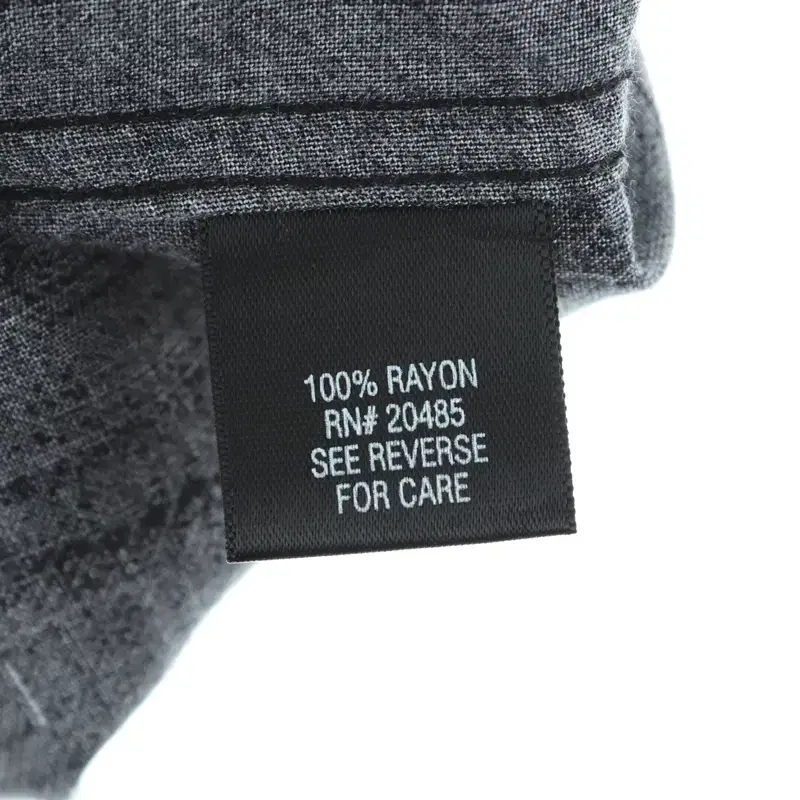 100% RAYON
RN# 20485
SEE REVERSE
FOR CARE